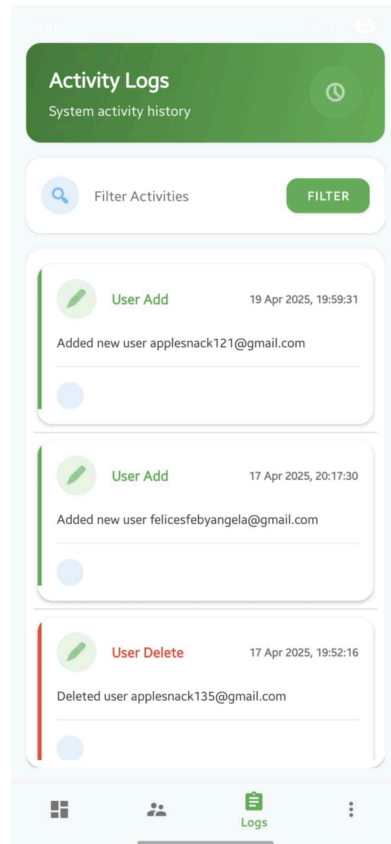 Activity Logs
System activity history
Filter Activities
FILTER
User Add
19 Apr 2025, 19:59:31
Added new user applesnack121@gmail.com
User Add
17 Apr 2025, 20:17:30
Added new user felicesfebyangela@gmail.com
User Delete
17 Apr 2025, 19:52:16
Deleted user applesnack135@gmail.com
Logs